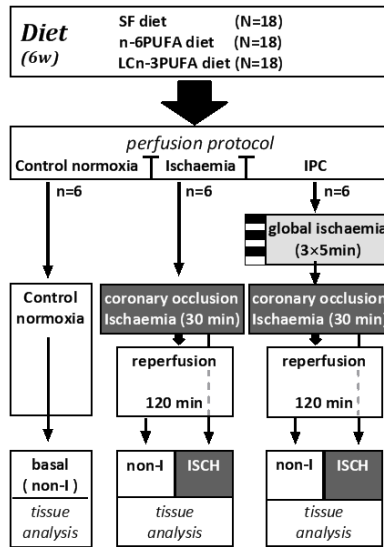 Diet
(6w)
SF diet (N=18)
n-6PUFA diet (N=18)
LCn-3PUFA diet (N=18)
perfusion protocol
Control normoxia Ischaemia IPC
n=6 n=6 n=6
global ischaemia
(3×5min)
Control
normoxia
coronary occlusion
Ischaemia (30 min)
coronary occlusion
Ischaemia (30 min)
reperfusion
120 min
reperfusion
120 min
basal
(non-I)
tissue
analysis
non-I ISCH
tissue
analysis
non-I ISCH
tissue
analysis